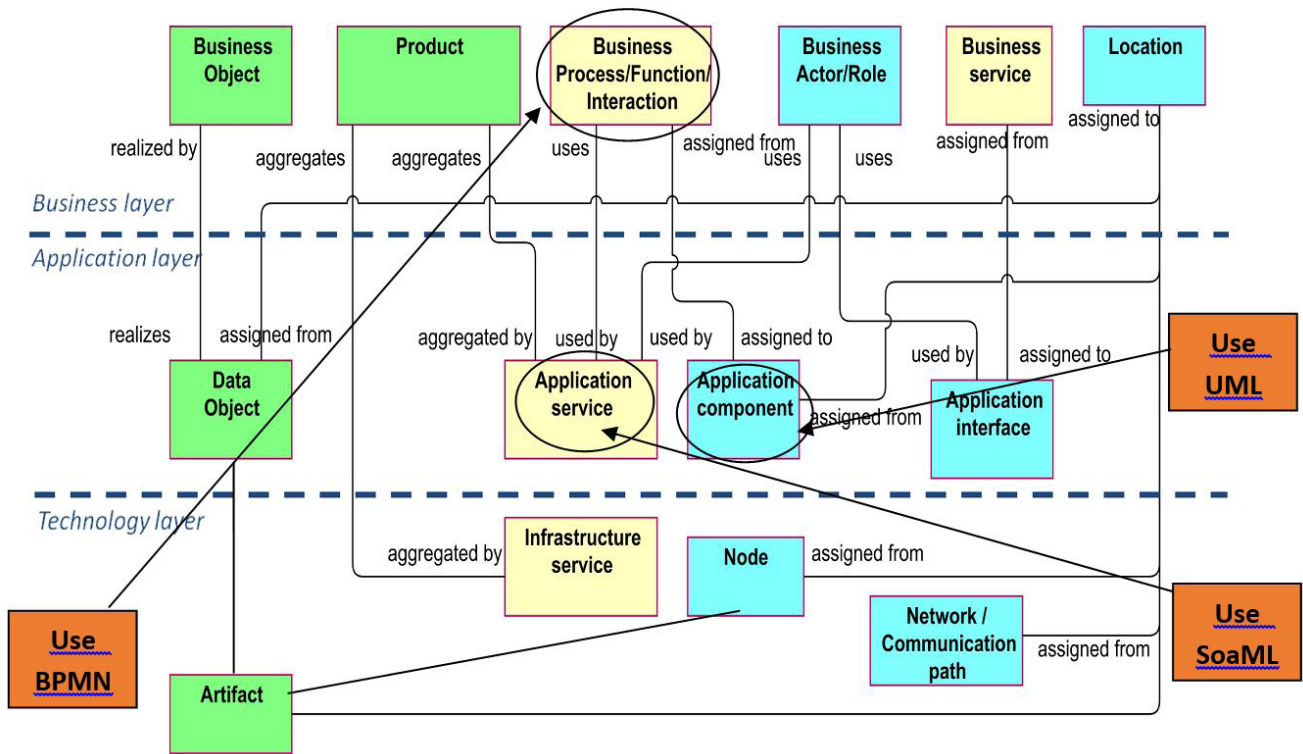 Business
Object
Product
Business
Process/Function/
Interaction
Business
Actor/Role
Business
service
Location
realized by
aggregates
aggregates
uses
assigned from
uses
uses
assigned from
assigned to
Business layer
Application layer
realizes
assigned from
aggregated by
used by
used by
assigned to
used by
assigned to
Use
UML
Data
Object
Application
service
Application
component
assigned from
Application
interface
Technology layer
aggregated by
Infrastructure
service
Node
assigned from
Use
BPMN
Network /
Communication
path
assigned from
Use
SoaML
Artifact